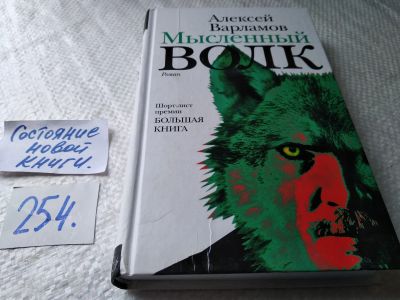 Алексей
Варламов
Мысленный
ВОЛК
Роман
Шорт-лист
премии
БОЛЬШАЯ
КНИГА
Состояние
новой
книги.
254.